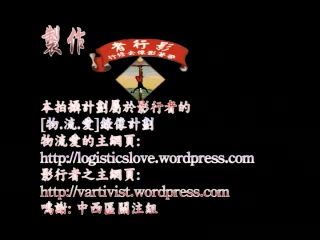 製作
影行者
本拍攝計劃屬於影行者的
[物.流.愛]錄像計劃
物流愛的主網頁:
http://logisticslove.wordpress.com
影行者之主網頁:
http://vartivist.wordpress.com
鳴謝: 中西區關注組